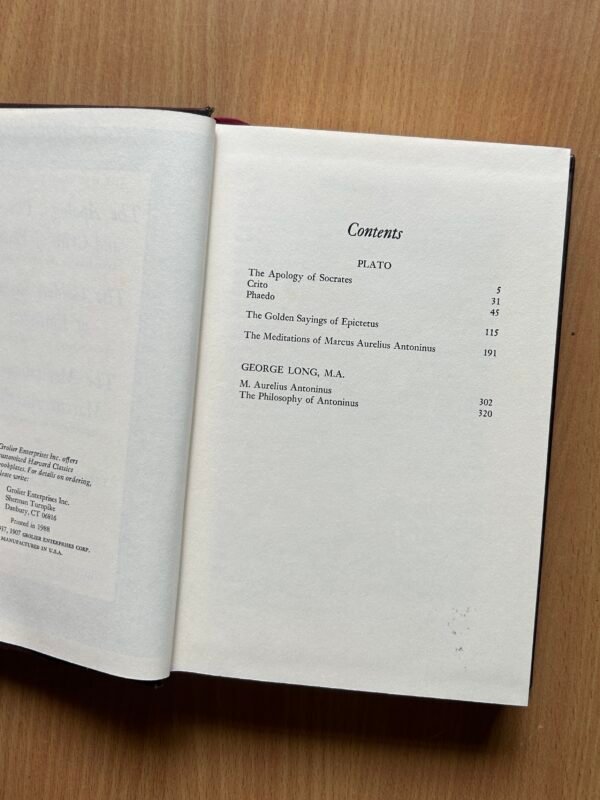 Grolier Enterprises Inc. offers
customized Harvard Classics
bookplates. For details on ordering,
please write:
Grolier Enterprises Inc.
Sherman Turnpike
Danbury, CT 06816
Printed in 1988
1907 GROLIER ENTERPRISES CORP.
MANUFACTURED IN U.S.A.
Contents
PLATO
The Apology of Socrates 5
Crito 31
Phaedo 45
The Golden Sayings of Epictetus 115
The Meditations of Marcus Aurelius Antoninus 191
GEORGE LONG, M.A.
M. Aurelius Antoninus 302
The Philosophy of Antoninus 320